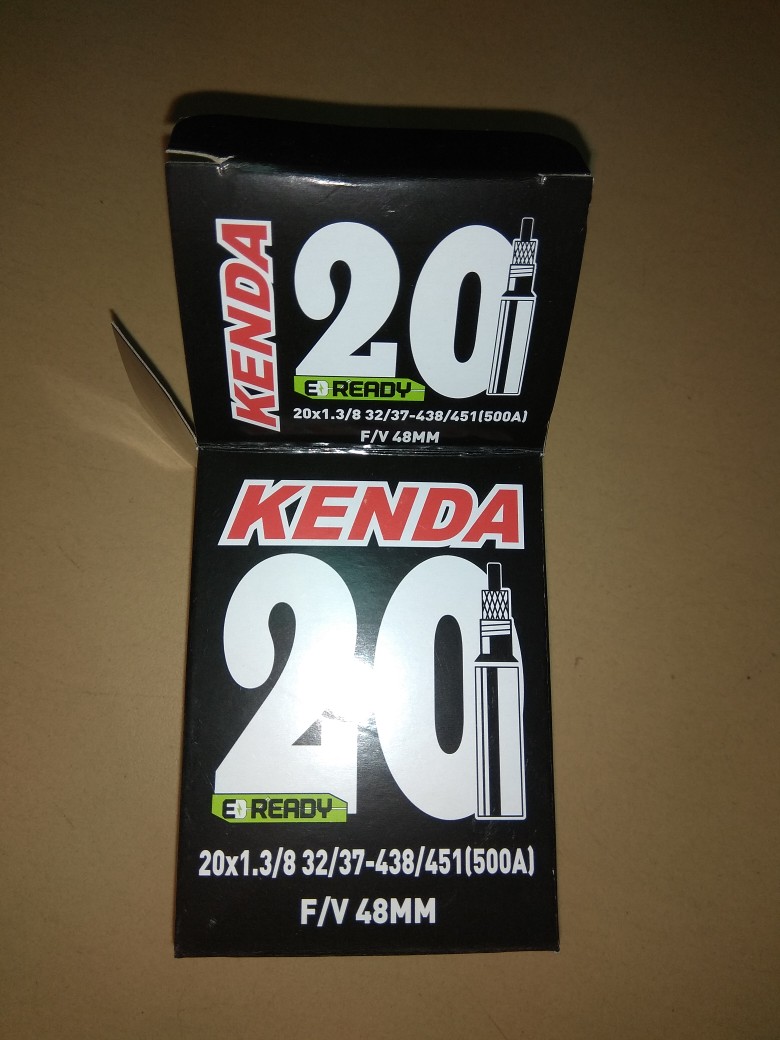 KENDA
20
READY
20x1.3/8 32/37-438/451(500A)
F/V 48MM
KENDA
20
READY
20x1.3/8 32/37-438/451(500A)
F/V 48MM